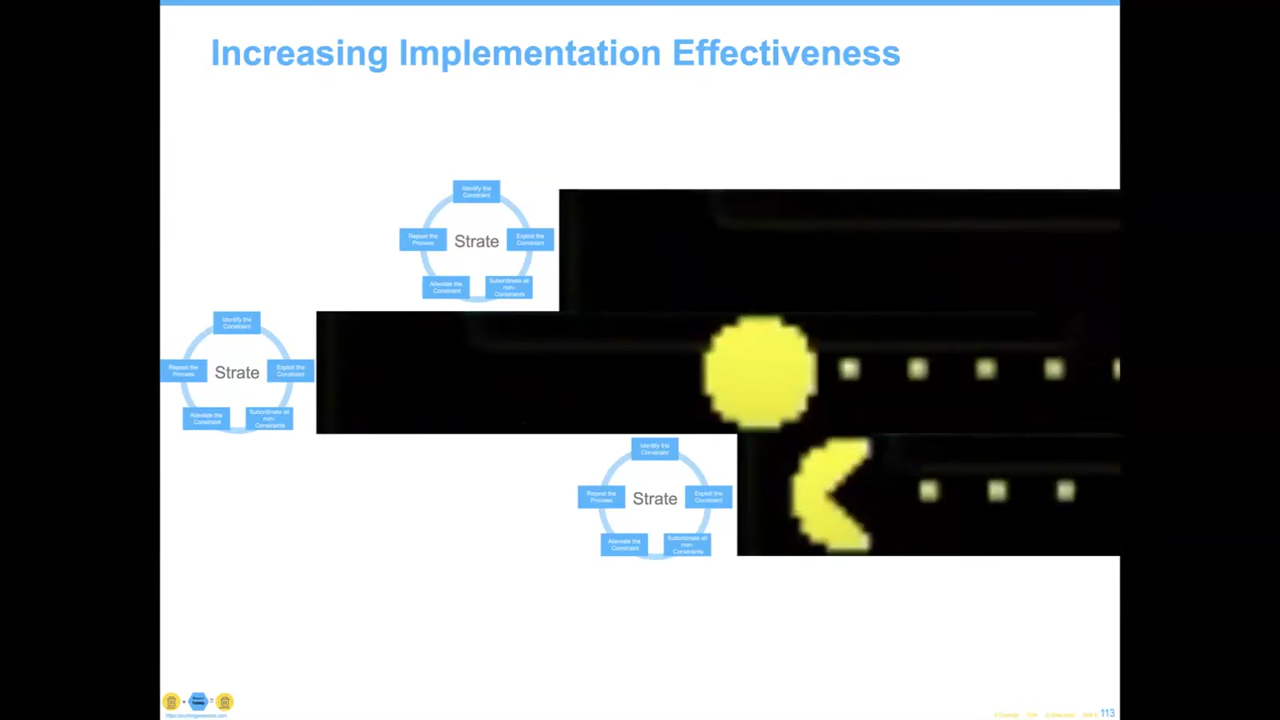 Increasing Implementation Effectiveness
Identify the
Constraint
Repeat the
Process
Strate
Exploit the
Constraint
Alleviate the
Constraint
Subordinate all
non-
Constraints
Identify the
Constraint
Repeat the
Process
Strate
Exploit the
Constraint
Alleviate the
Constraint
Subordinate all
non-
Constraints
Identify the
Constraint
Repeat the
Process
Strate
Exploit the
Constraint
Alleviate the
Constraint
Subordinate all
non-
Constraints
113